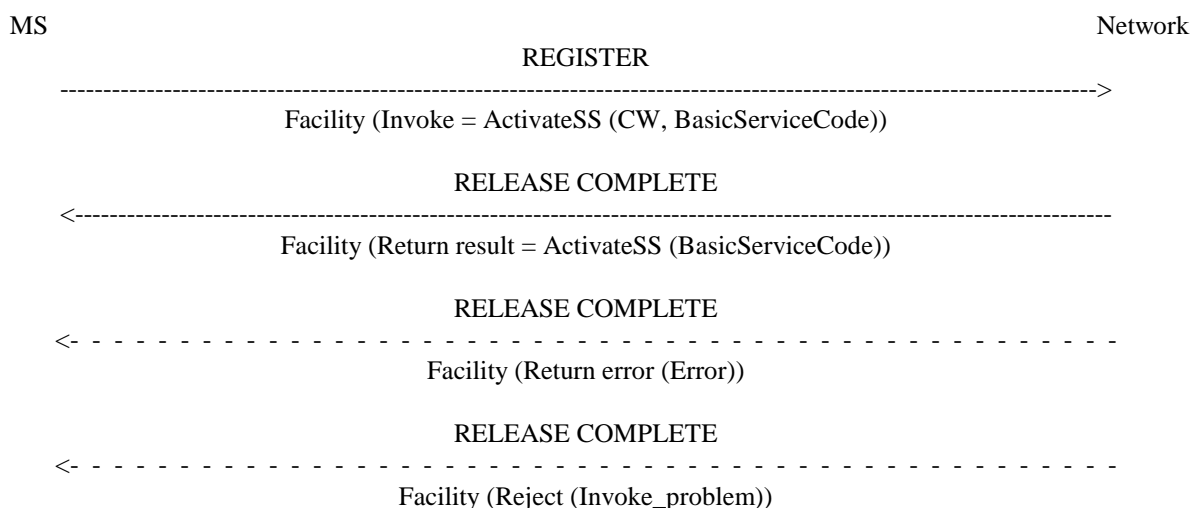 MS Network
REGISTER
Facility (Invoke = ActivateSS (CW, BasicServiceCode))
RELEASE COMPLETE
Facility (Return result = ActivateSS (BasicServiceCode))
RELEASE COMPLETE
Facility (Return error (Error))
RELEASE COMPLETE
Facility (Reject (Invoke_problem))